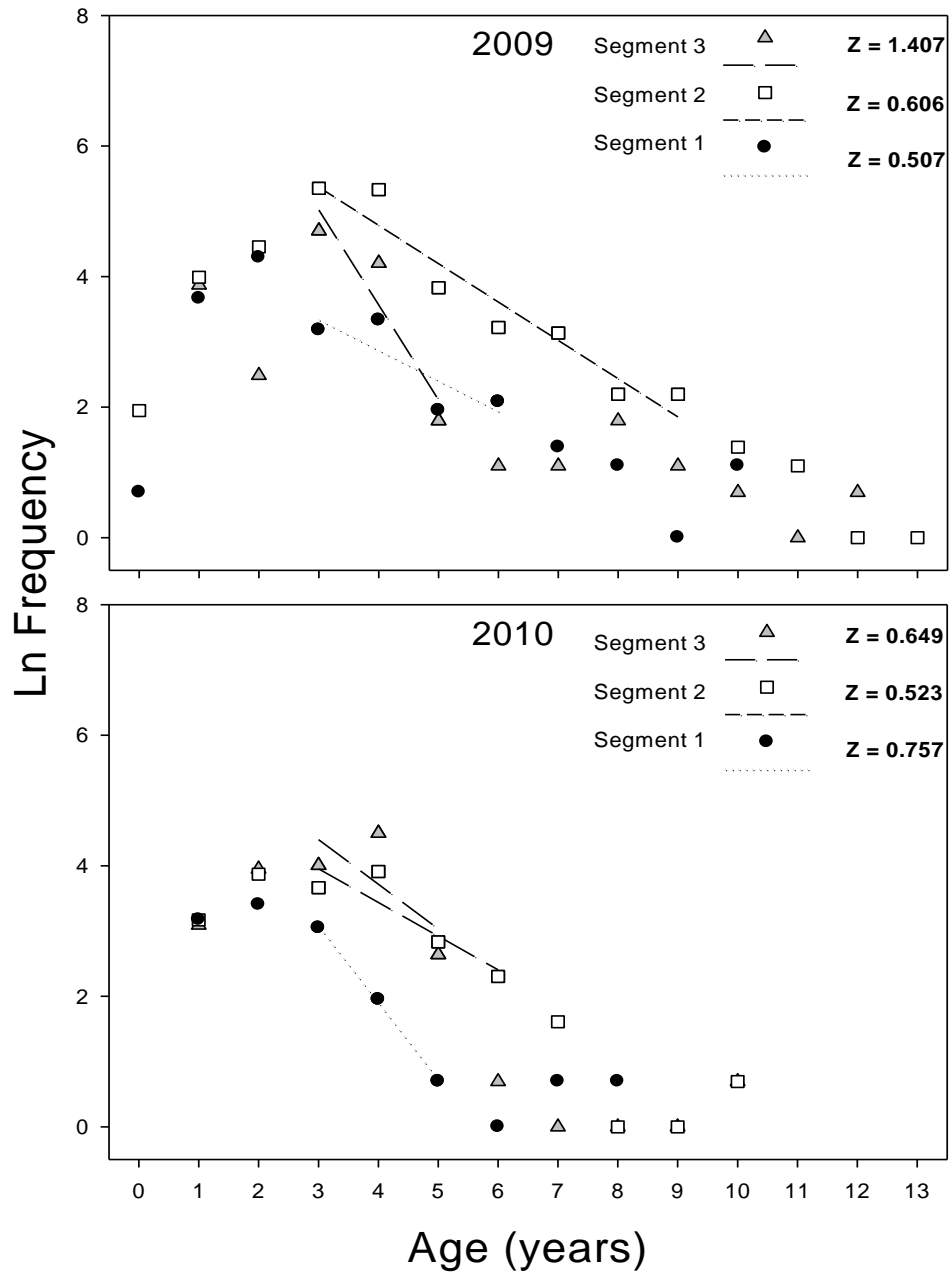 Ln Frequency
8
6
4
2
0
2009
Segment 3 Z = 1.407
Segment 2 Z = 0.606
Segment 1 Z = 0.507
8
6
4
2
0
2010
Segment 3 Z = 0.649
Segment 2 Z = 0.523
Segment 1 Z = 0.757
0 1 2 3 4 5 6 7 8 9 10 11 12 13
Age (years)